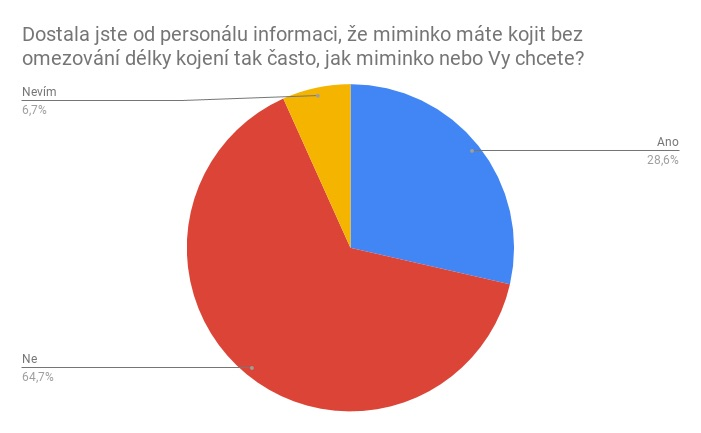 Dostala jste od personálu informaci, že miminko máte kojit bez
omezování délky kojení tak často, jak miminko nebo Vy chcete?
Nevím
6,7%
Ano
28,6%
Ne
64,7%